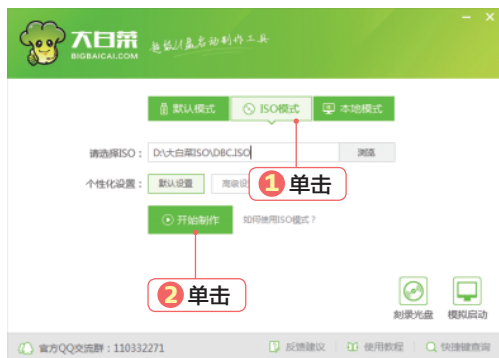 大白菜
BIGBAICAI.COM
超级U盘启动制作工具
默认模式
ISO模式
本地模式
请选择ISO：
D:\大白菜ISO\DBC.ISO
浏览
1 单击
个性化设置：
默认设置
高级设
开始制作
如何使用ISO模式？
2 单击
刻录光盘
模拟启动
官方QQ交流群：110332271
反馈建议
使用教程
快捷键查询